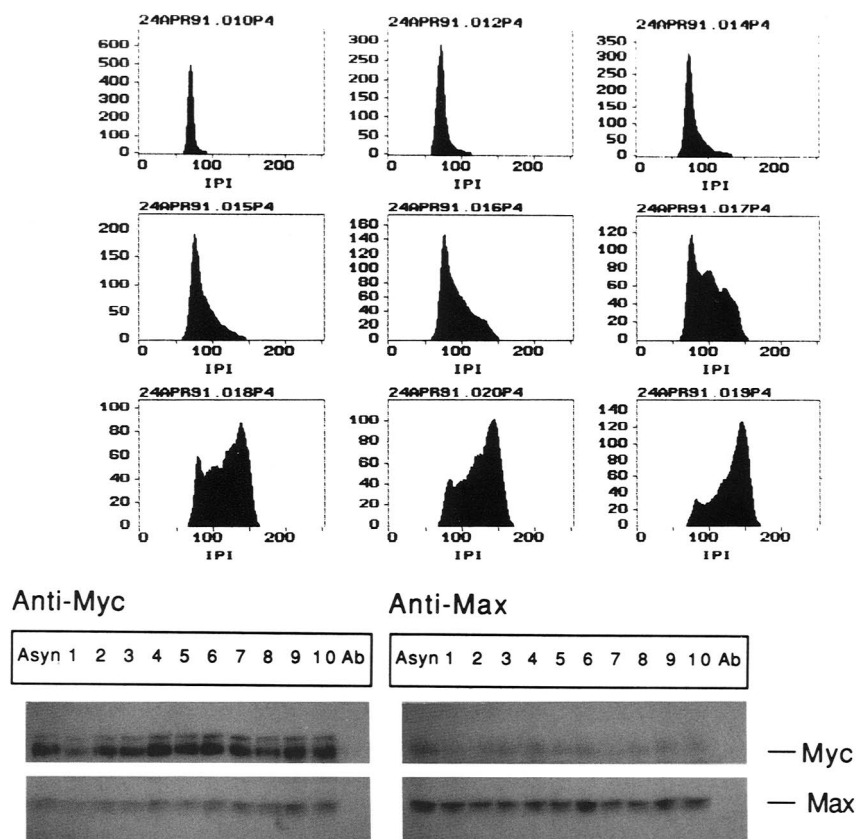 24APR91.010P4
600
500
400
300
200
100
0
0 100 200
IPI
24APR91.012P4
300
250
200
150
100
50
0
0 100 200
IPI
24APR91.014P4
350
300
250
200
150
100
50
0
0 100 200
IPI
24APR91.015P4
200
150
100
50
0
0 100 200
IPI
24APR91.016P4
160
140
120
100
80
60
40
20
0
0 100 200
IPI
24APR91.017P4
120
100
80
60
40
20
0
0 100 200
IPI
24APR91.018P4
100
80
60
40
20
0
0 100 200
IPI
24APR91.020P4
100
80
60
40
20
0
0 100 200
IPI
24APR91.019P4
140
120
100
80
60
40
20
0
0 100 200
IPI
Anti-Myc
Asyn 1 2 3 4 5 6 7 8 9 10 Ab
Anti-Max
Asyn 1 2 3 4 5 6 7 8 9 10 Ab
— Myc
— Max